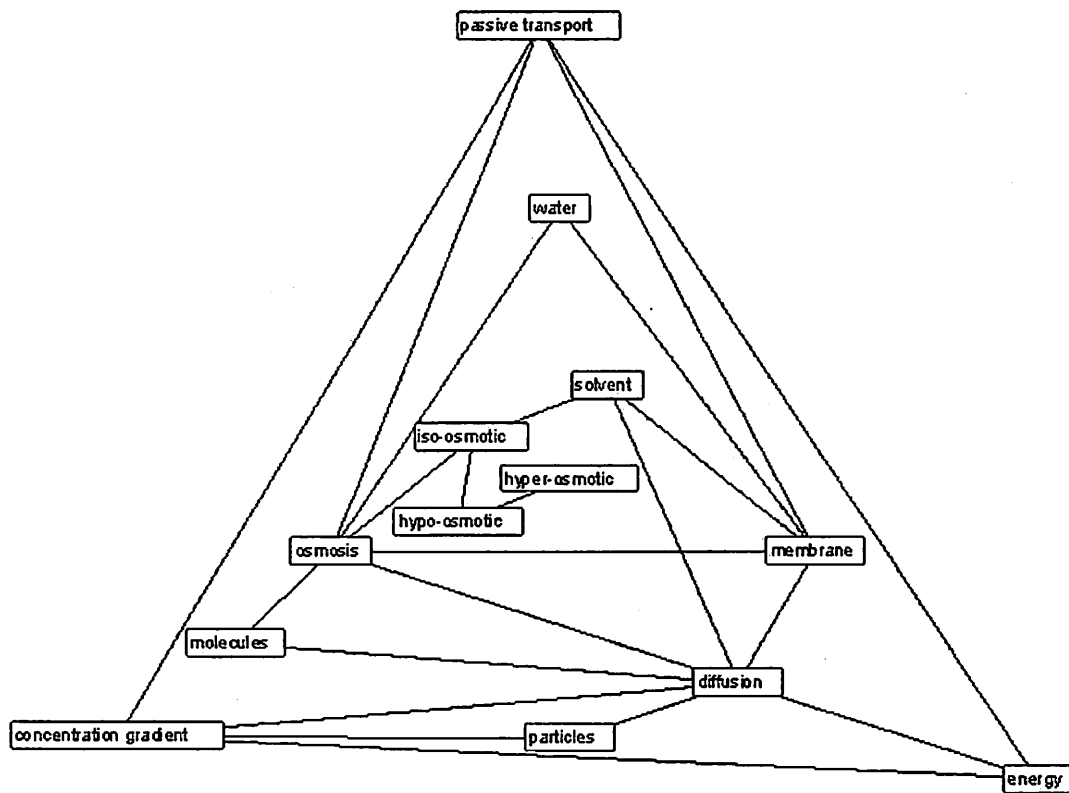 passive transport
water
solvent
iso-osmotic
hyper-osmotic
hypo-osmotic
osmosis
membrane
molecules
diffusion
concentration gradient
particles
energy